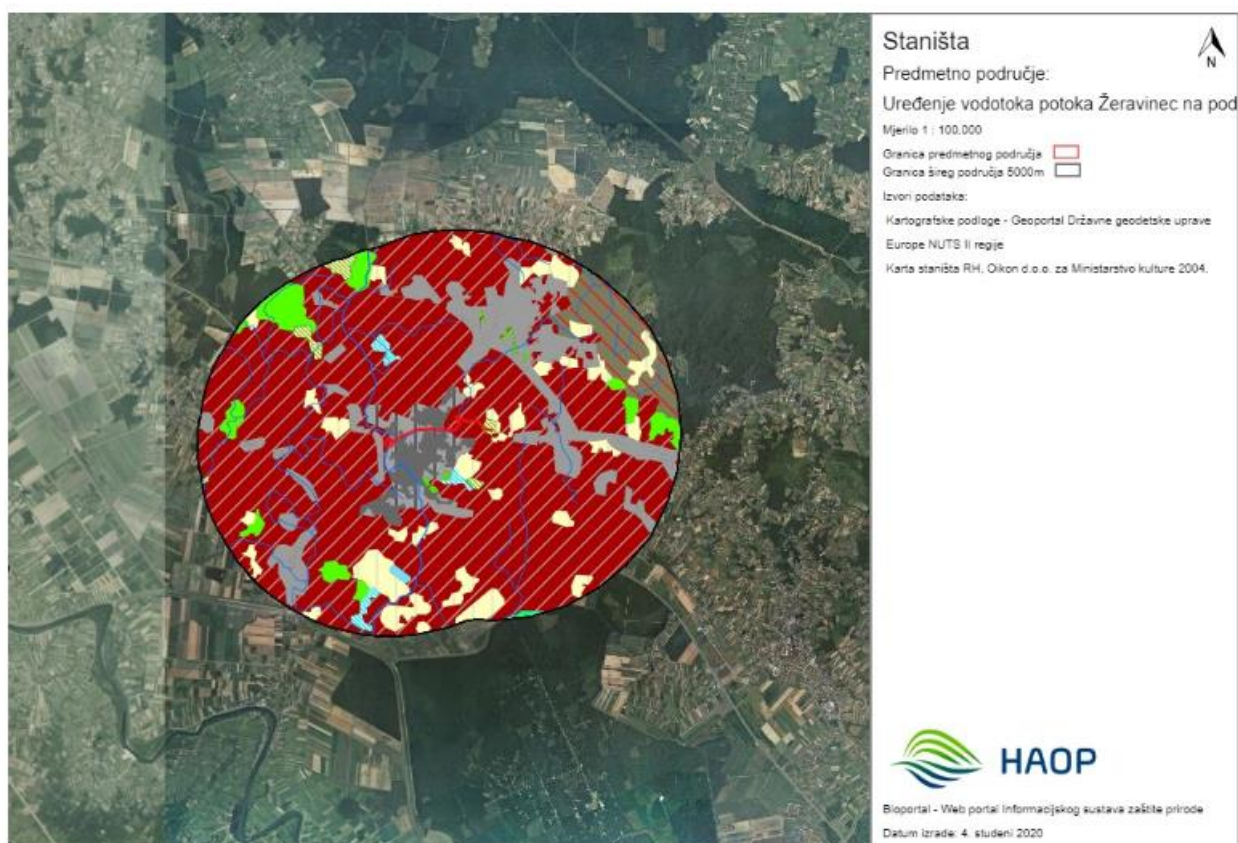 Staništa
N
Predmetno područje:
Uređenje vodotoka potoka Žeravinec na pod
Mjerilo 1 : 100.000
Granica predmetnog područja
Granica šireg područja 5000m
Izvori podataka:
Kartografske podloge - Geoportal Državne geodetske uprave
Europe NUTS II regije
Karta staništa RH, Oikon d.o.o. za Ministarstvo kulture 2004.
HAOP
Bioportal - Web portal Informacijskog sustava zaštite prirode
Datum izrade: 4. studeni 2020